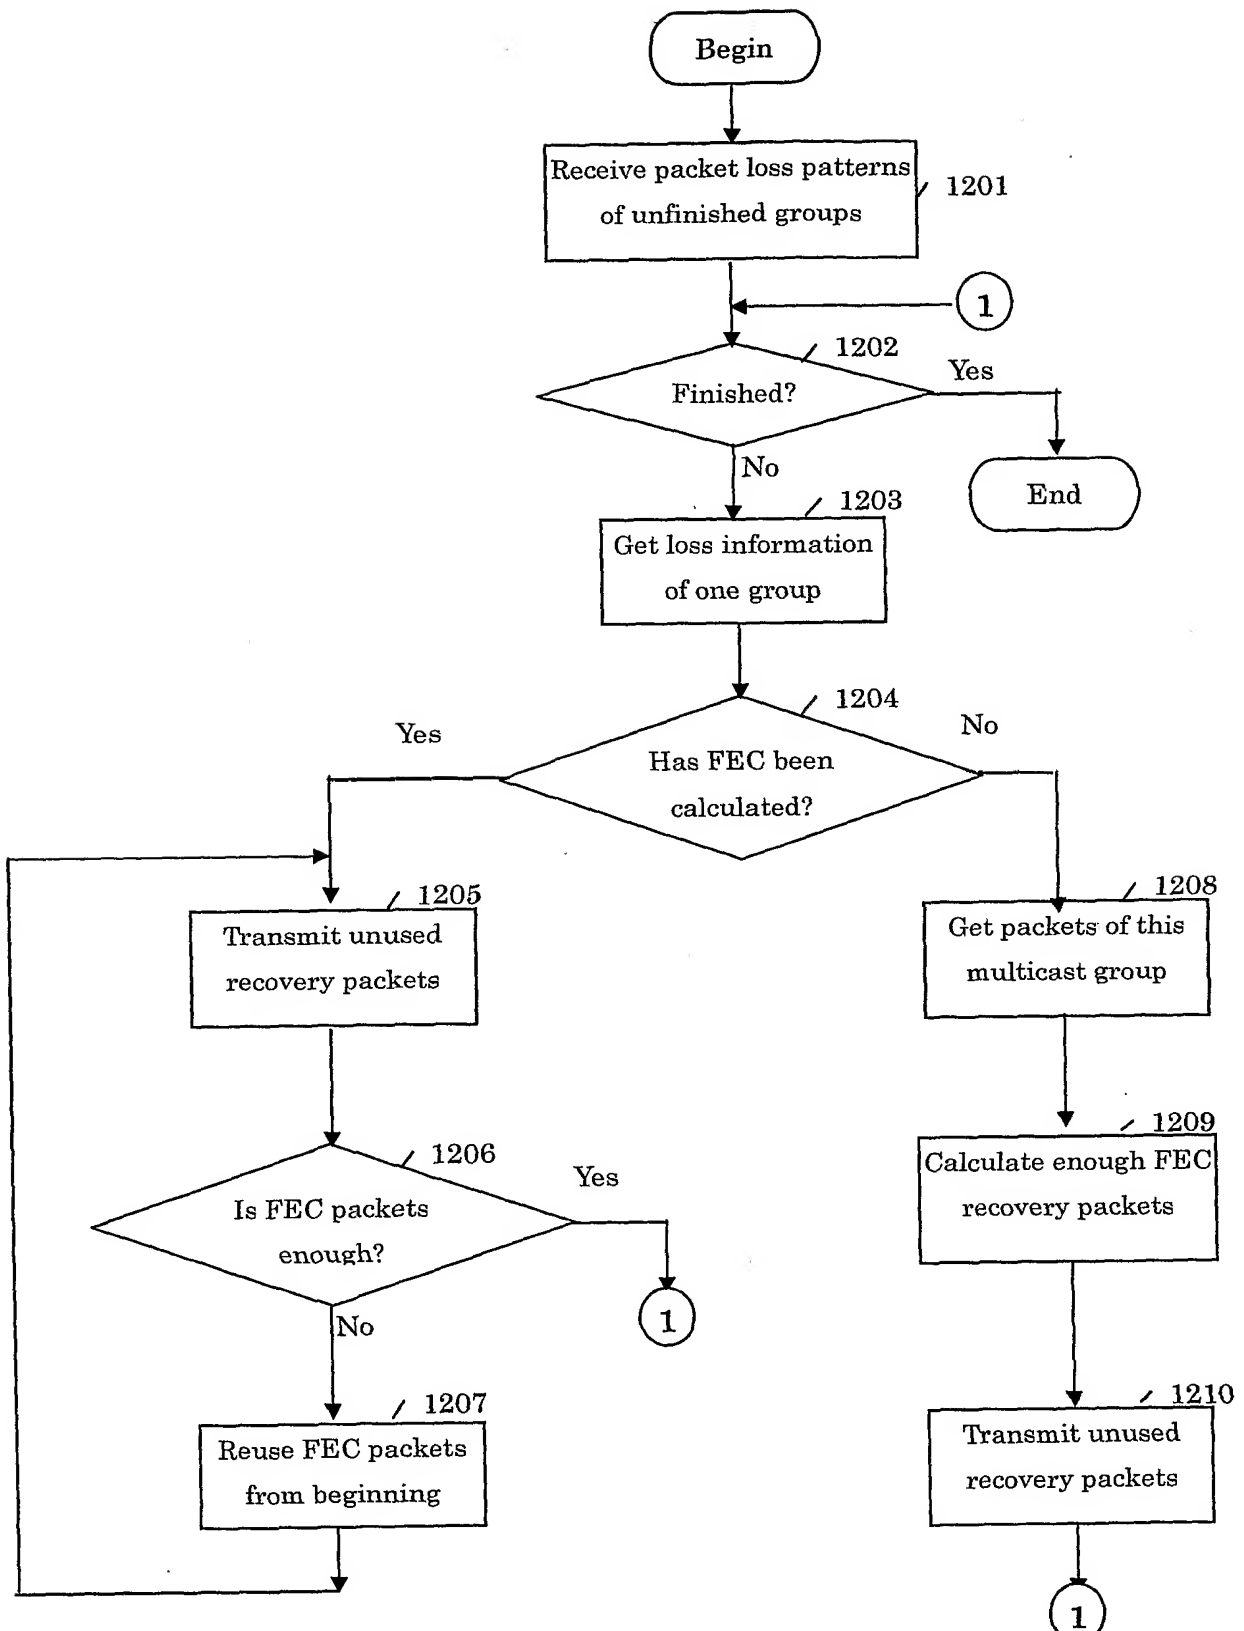 Begin
Receive packet loss patterns
of unfinished groups
1201
1
1202
Finished?
Yes
No
End
1203
Get loss information
of one group
1204
Yes
No
Has FEC been
calculated?
1205
Transmit unused
recovery packets
1208
Get packets of this
multicast group
1206
Is FEC packets
enough?
Yes
1
No
1209
Calculate enough FEC
recovery packets
1207
Reuse FEC packets
from beginning
1210
Transmit unused
recovery packets
1